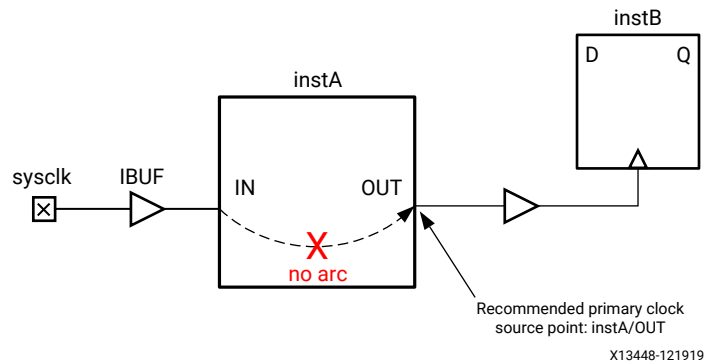 instB
D Q
instA
sysclk IBUF
IN OUT
X
no arc
Recommended primary clock
source point: instA/OUT
X13448-121919